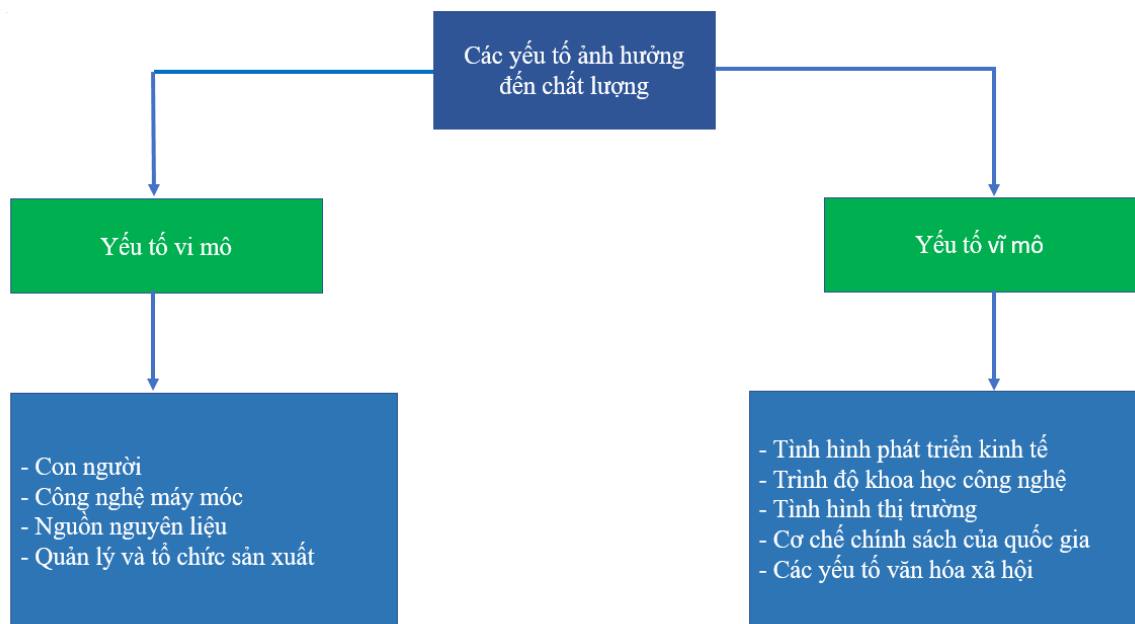 Các yếu tố ảnh hưởng
đến chất lượng
Yếu tố vi mô
Yếu tố vĩ mô
- Con người
- Công nghệ máy móc
- Nguồn nguyên liệu
- Quản lý và tổ chức sản xuất
- Tình hình phát triển kinh tế
- Trình độ khoa học công nghệ
- Tình hình thị trường
- Cơ chế chính sách của quốc gia
- Các yếu tố văn hóa xã hội